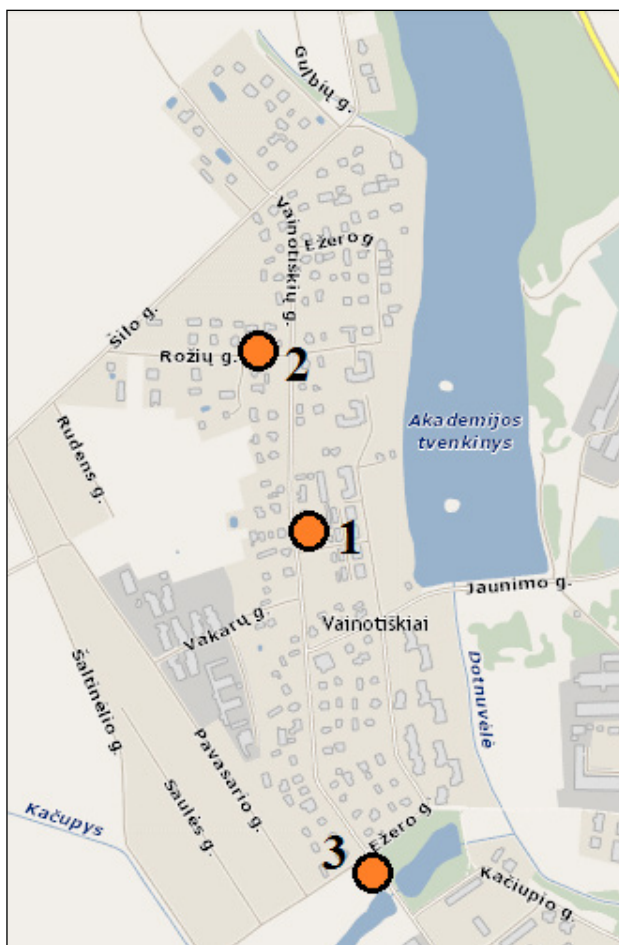 Gulbių g.
Vainotiškių g.
Ežero g
Šilo g.
Rožių g.
2
Rudens g.
Akademijos
tvenkinys
1
Jaunimo g.
Vakarų g.
Vainotiškiai
Šaltinėlio g.
Dotnuvėlė
Pavasario g.
Saulės g.
Kačupys
3
Ežero g.
Kačiupio g.